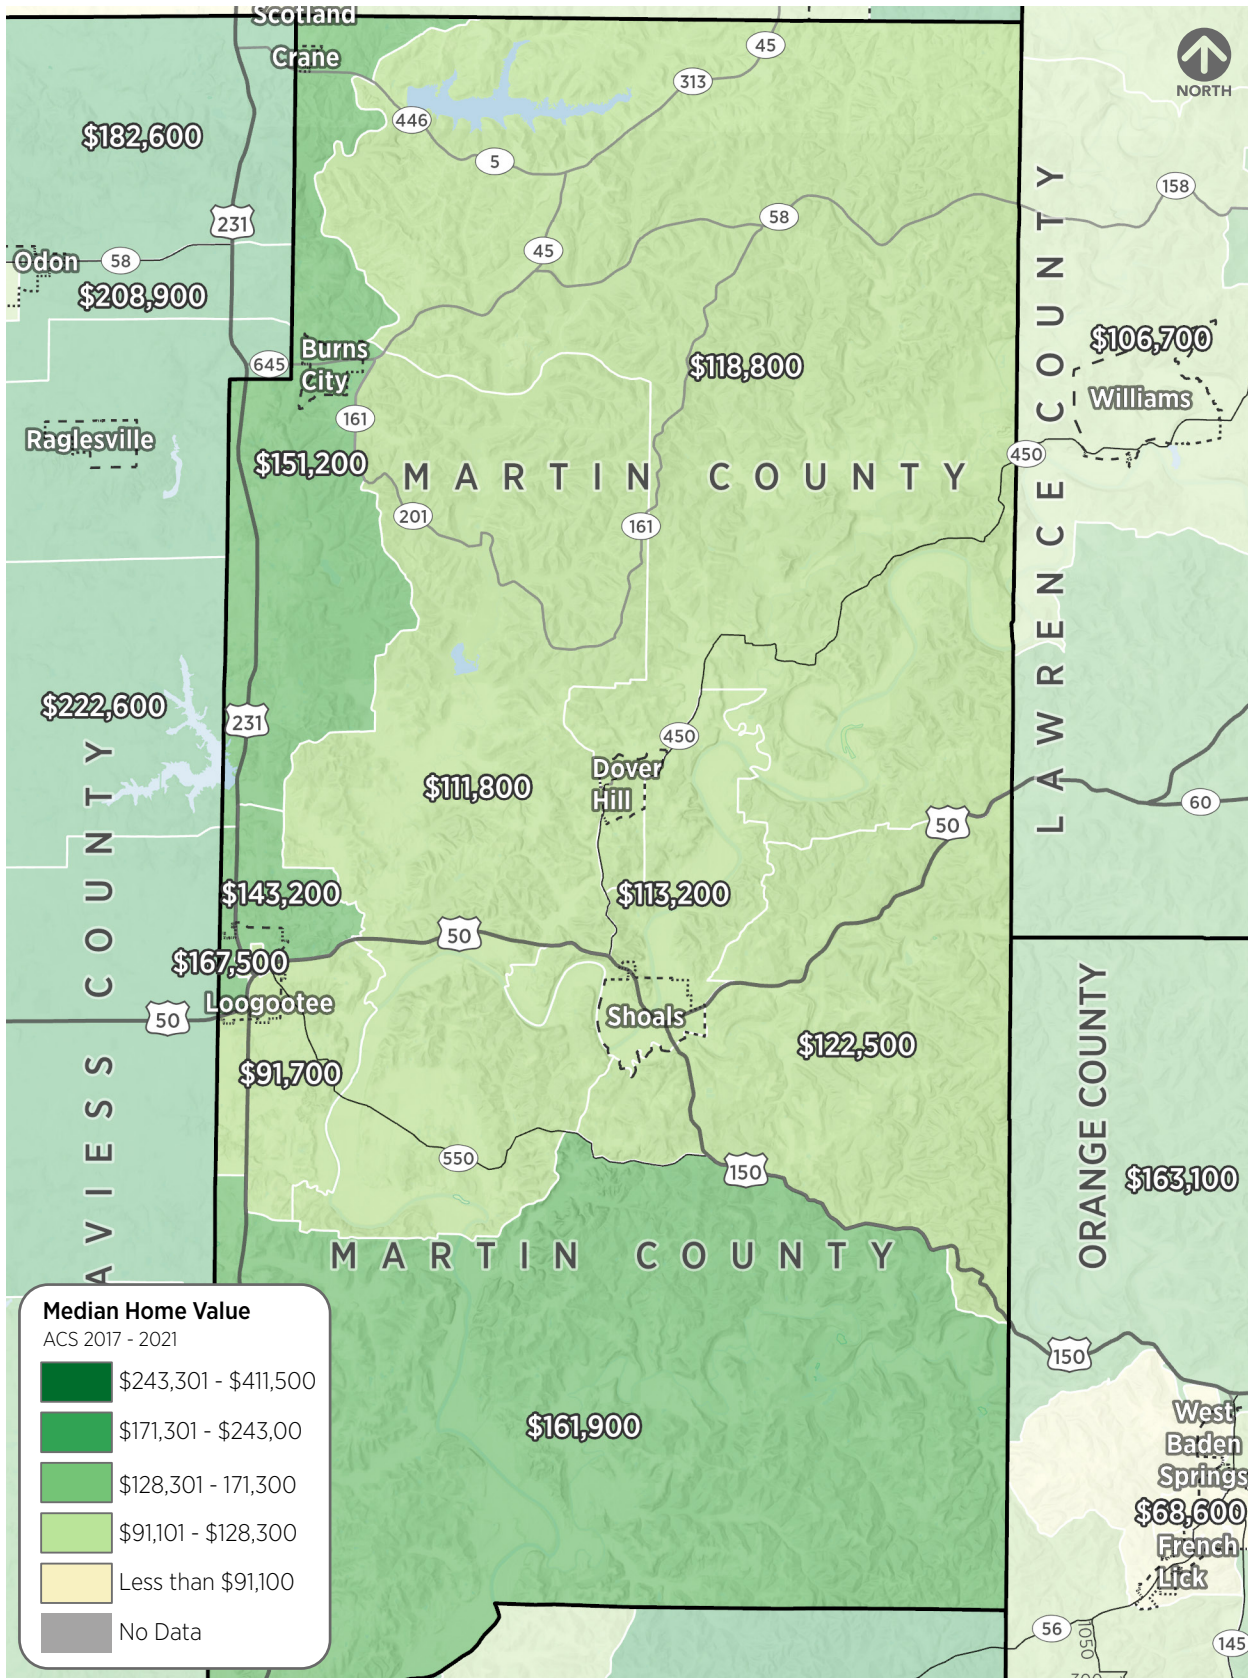 Scotland
Crane
45
313
NORTH
446
$182,600
5
158
231
58
45
Odon
58
$208,900
Burns
City
645
$118,800
$106,700
Williams
161
Raglesville
$151,200
MARTIN COUNTY
450
201
161
LAWRENCE COUNTY
$222,600
231
450
Dover
Hill
$111,800
60
50
$143,200
$113,200
50
$167,500
Loogootee
50
Shoals
$122,500
$91,700
AVIESS COUNTY
ORANGE COUNTY
550
150
$163,100
MARTIN COUNTY
Median Home Value
ACS 2017 - 2021
$243,301 - $411,500
$171,301 - $243,00
$128,301 - 171,300
$91,101 - $128,300
Less than $91,100
No Data
150
$161,900
West
Baden
Springs
$68,600
French
Lick
56
1050
145